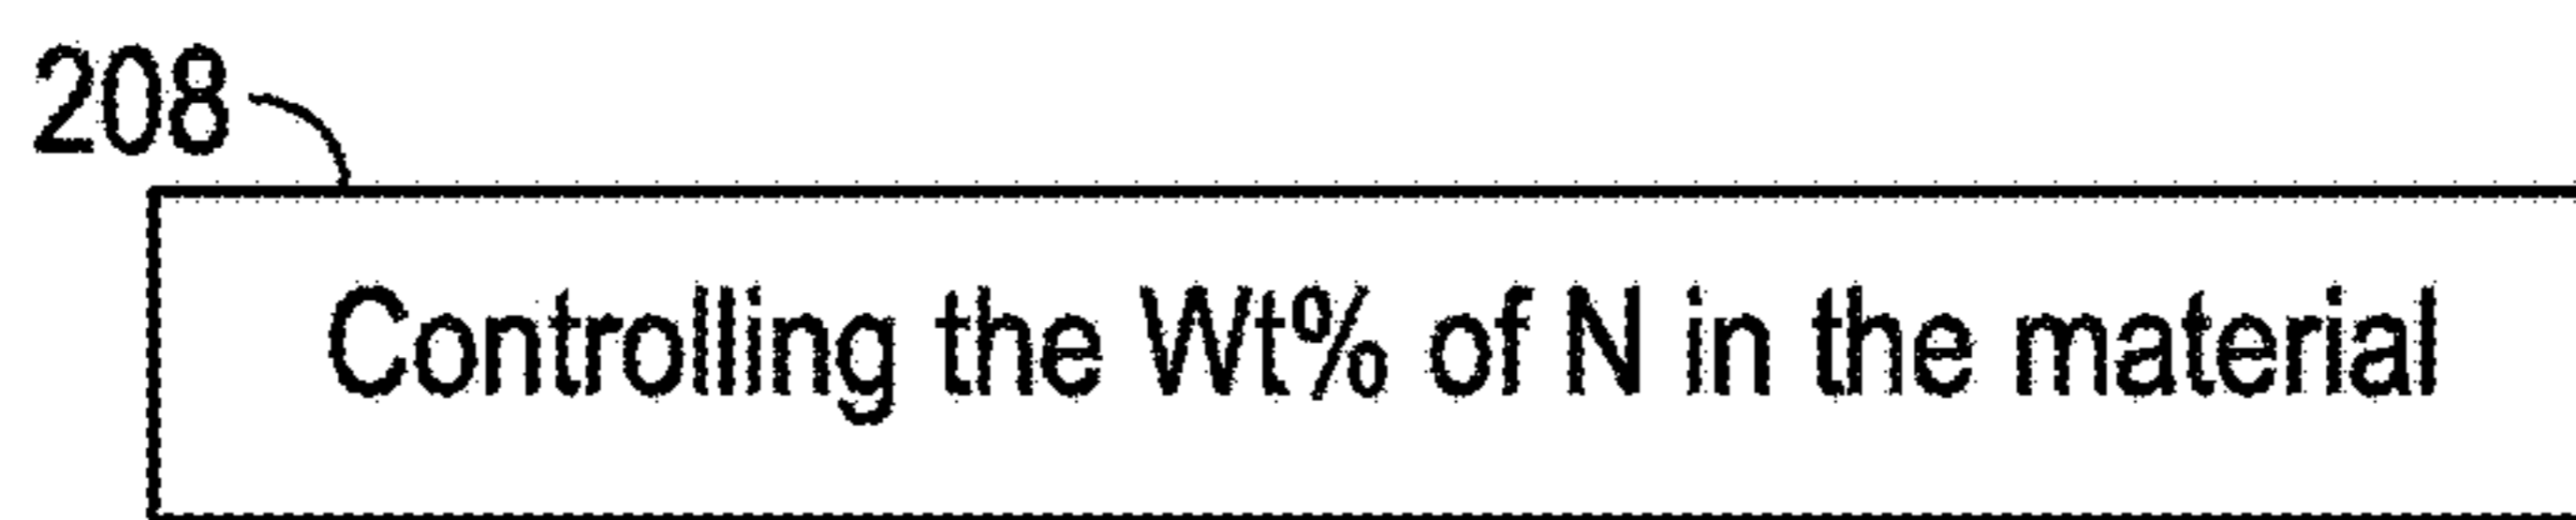 208
Controlling the Wt% of N in the material